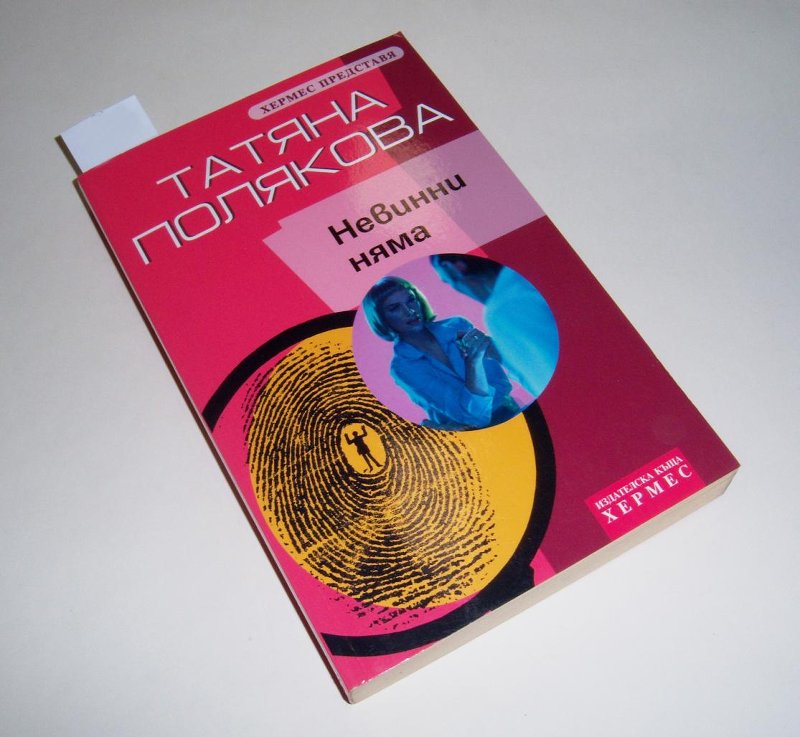 ХЕРМЕС ПРЕДСТАВЯ
ТАТЯНА
ПОЛЯКОВА
Невинни
няма
ИЗДАТЕЛСКА КЪЩА
ХЕРМЕС